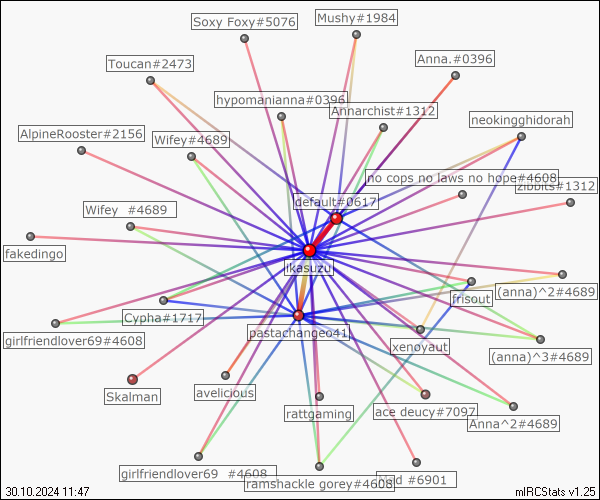 Soxy Foxy#5076
Mushy#1984
Toucan#2473
Anna.#0396
hypomanianna#0396
Annarchist#1312
neokingghidorah
AlpineRooster#2156
Wifey#4689
no cops no laws no hope#4608
zibbits#1312
default#0617
Wifey #4689
fakedingo
ikasuzu
(anna)^2#4689
frisout
Cypha#1717
pastachangeo41
girlfriendlover69#4608
xenoyaut
(anna)^3#4689
Skalman
avelicious
rattgaming
ace deucy#7097
Anna^2#4689
girlfriendlover69 #4608
ramshackle gorey#4608
#6901
30.10.2024 11:47
mIRCStats v1.25